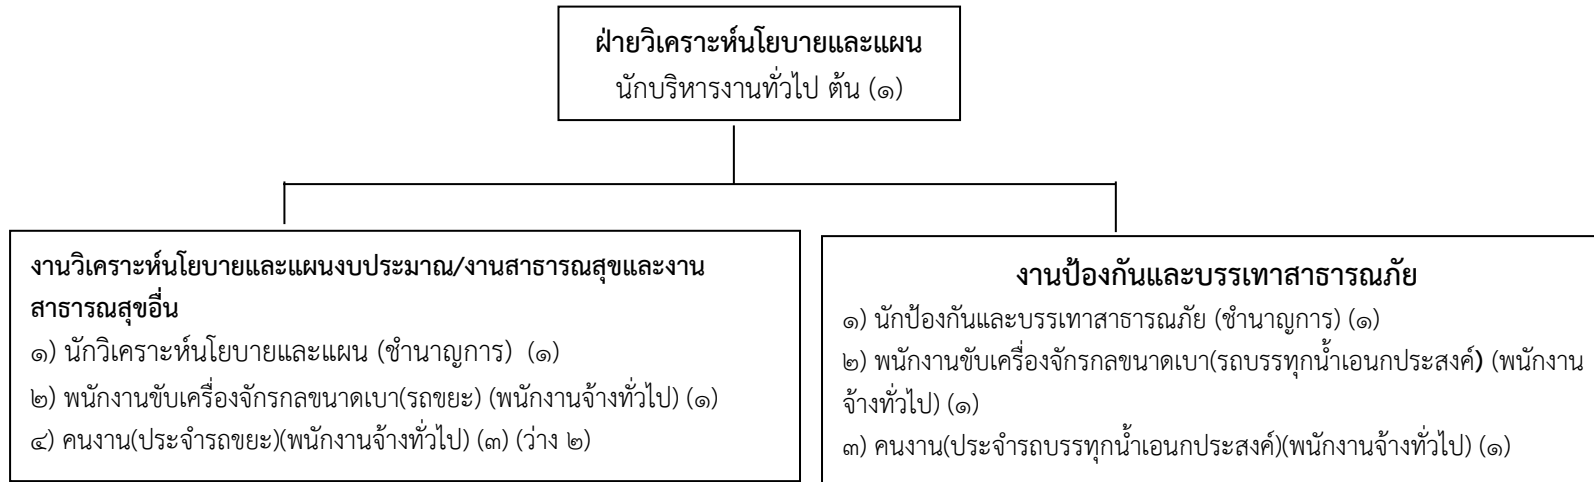 ฝ่ายวิเคราะห์นโยบายและแผน
นักบริหารงานทั่วไป ต้น (๑)
งานวิเคราะห์นโยบายและแผนงบประมาณ/งานสาธารณสุขและงาน
สาธารณสุขอื่น
๑) นักวิเคราะห์นโยบายและแผน (ชำนาญการ) (๑)
๒) พนักงานขับเครื่องจักรกลขนาดเบา(รถขยะ) (พนักงานจ้างทั่วไป) (๑)
๔) คนงาน(ประจำรถขยะ)(พนักงานจ้างทั่วไป) (๓) (ว่าง ๒)
งานป้องกันและบรรเทาสาธารณภัย
๑) นักป้องกันและบรรเทาสาธารณภัย (ชำนาญการ) (๑)
๒) พนักงานขับเครื่องจักรกลขนาดเบา(รถบรรทุกน้ำเอนกประสงค์) (พนักงาน
จ้างทั่วไป) (๑)
๓) คนงาน(ประจำรถบรรทุกน้ำเอนกประสงค์)(พนักงานจ้างทั่วไป) (๑)